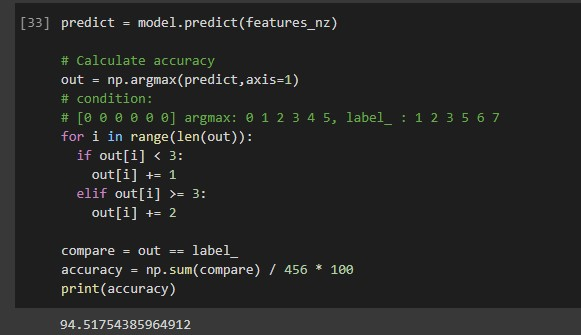 [33] predict = model.predict(features_nz)
# Calculate accuracy
out = np.argmax(predict,axis=1)
# condition:
# [0 0 0 0 0 0] argmax: 0 1 2 3 4 5, label_ : 1 2 3 5 6 7
for i in range(len(out)):
  if out[i] < 3:
    out[i] += 1
  elif out[i] >= 3:
    out[i] += 2
compare = out == label_
accuracy = np.sum(compare) / 456 * 100
print(accuracy)
94.51754385964912